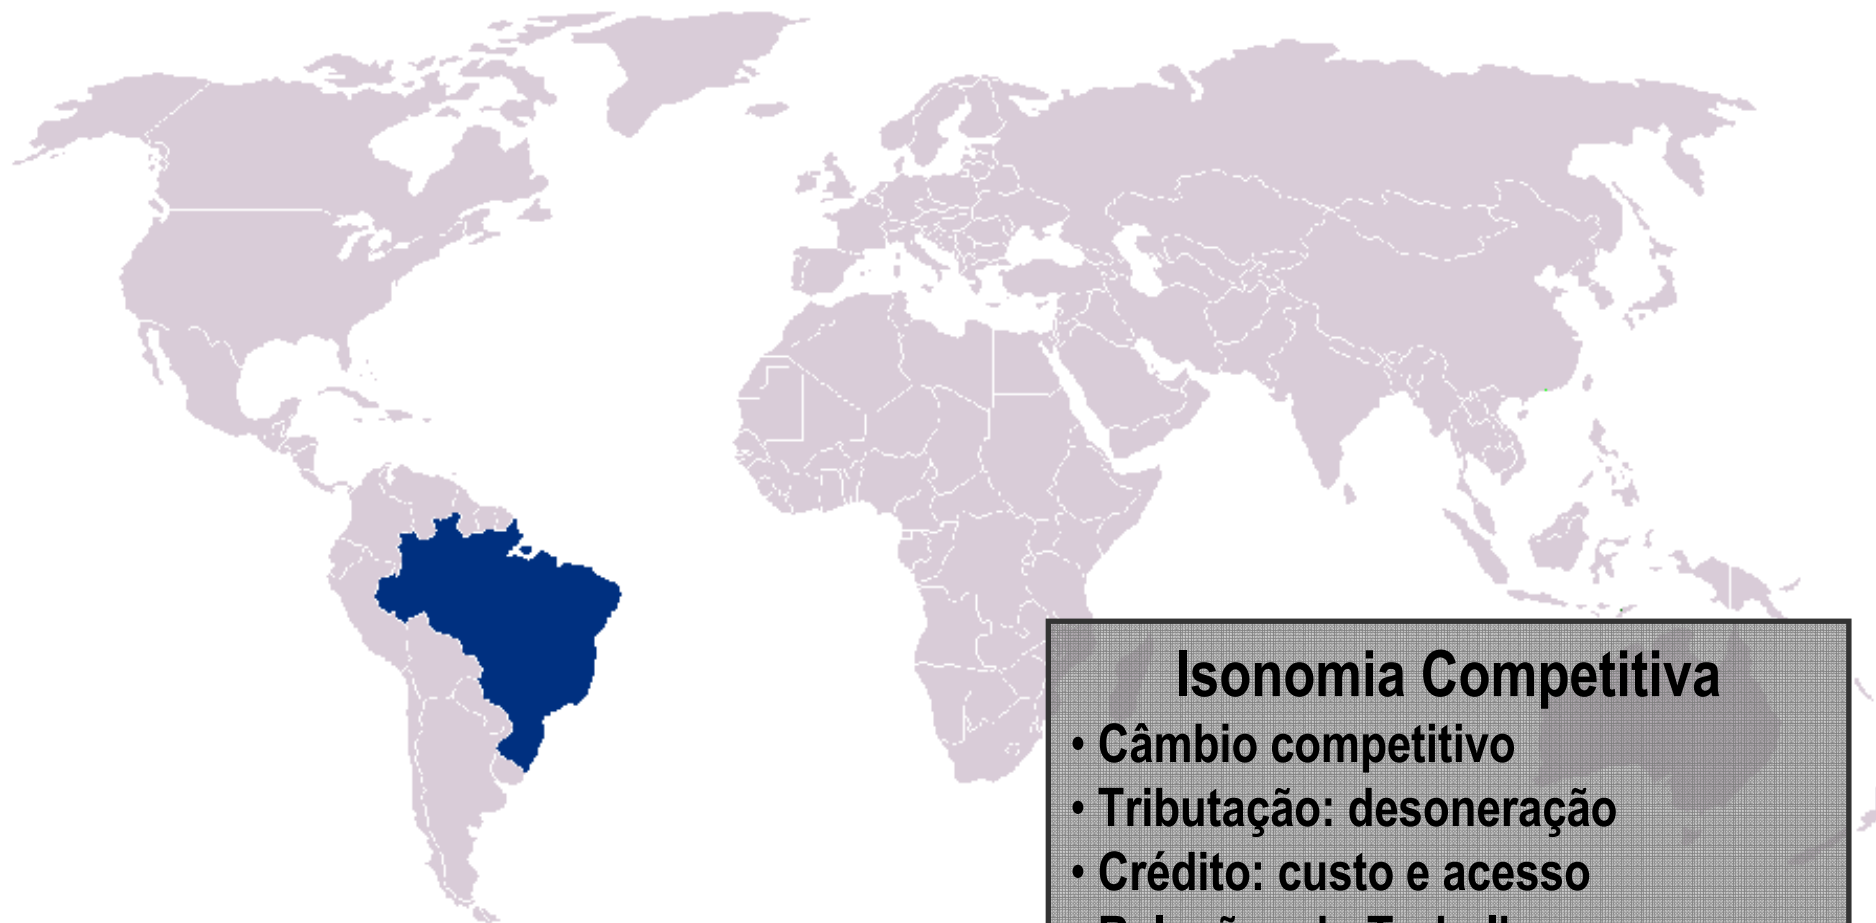 Isonomia Competitiva
• Câmbio competitivo
• Tributação: desoneração
• Crédito: custo e acesso